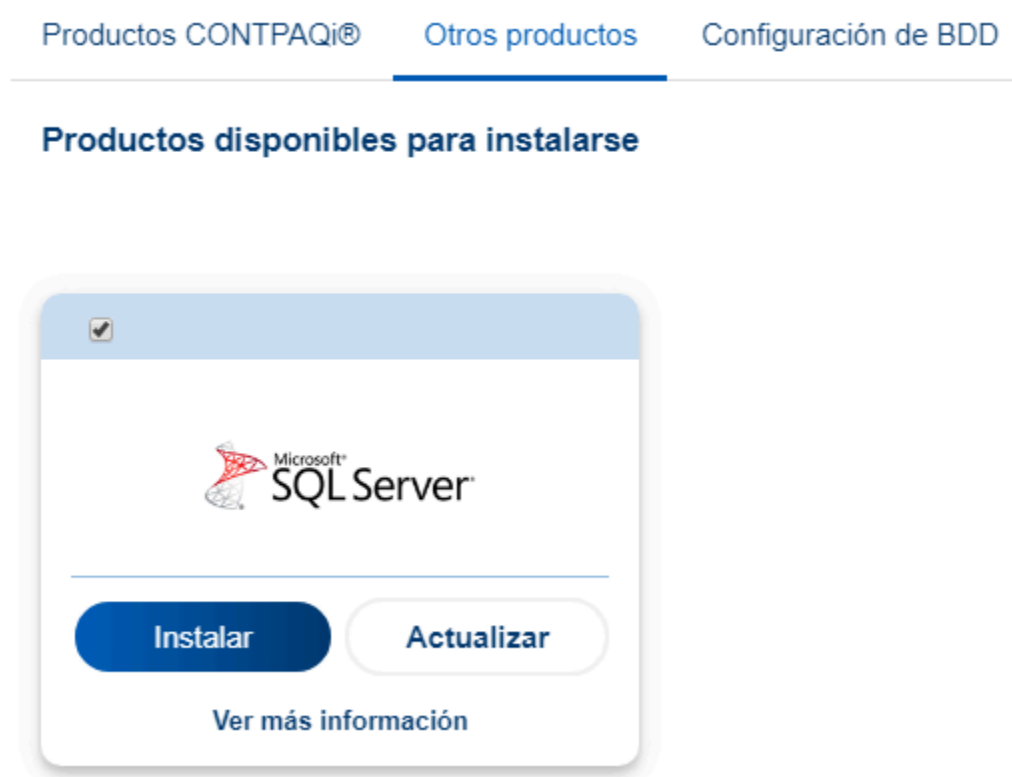 Productos CONTPAQi® Otros productos Configuración de BDD
Productos disponibles para instalarse
Microsoft®
SQL Server
Instalar Actualizar
Ver más información